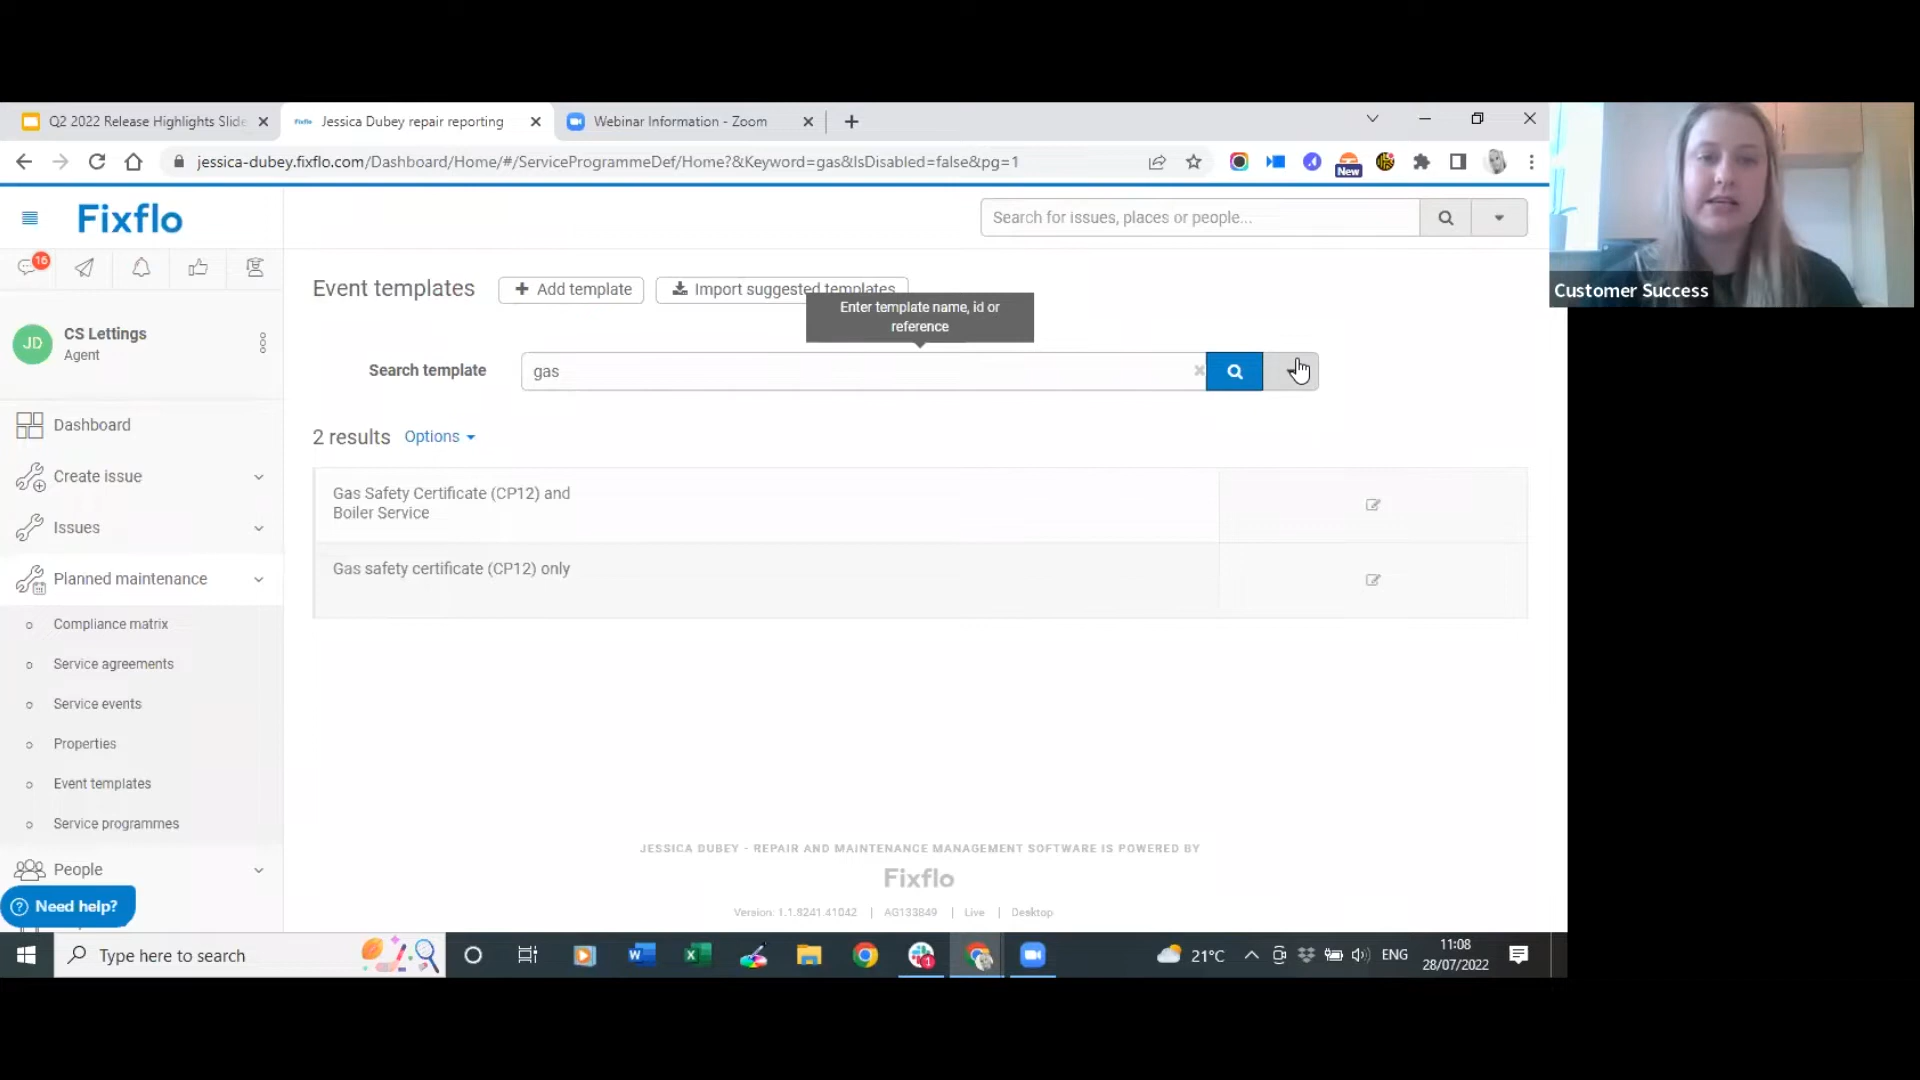 Q2 2022 Release Highlights Slide
Jessica Dubey repair reporting
Webinar Information - Zoom
jessica-dubey.fixflo.com/Dashboard/Home/#/ServiceProgrammeDef/Home?&Keyword=gas&IsDisabled=false&pg=1
New
Fixflo
Search for issues, places or people...
16
Customer Success
Event templates
Add template
Import suggested templates
Enter template name, id or
reference
JD
CS Lettings
Agent
Search template
gas
Dashboard
2 results
Options
Create issue
Gas Safety Certificate (CP12) and
Boiler Service
Issues
Gas safety certificate (CP12) only
Planned maintenance
Compliance matrix
Service agreements
Service events
Properties
Event templates
Service programmes
JESSICA DUBEY - REPAIR AND MAINTENANCE MANAGEMENT SOFTWARE IS POWERED BY
Fixflo
People
Need help?
Version: 1.1.8241.41042 | AG133849 | Live | Desktop
Type here to search
21°C
ENG
11:08
28/07/2022